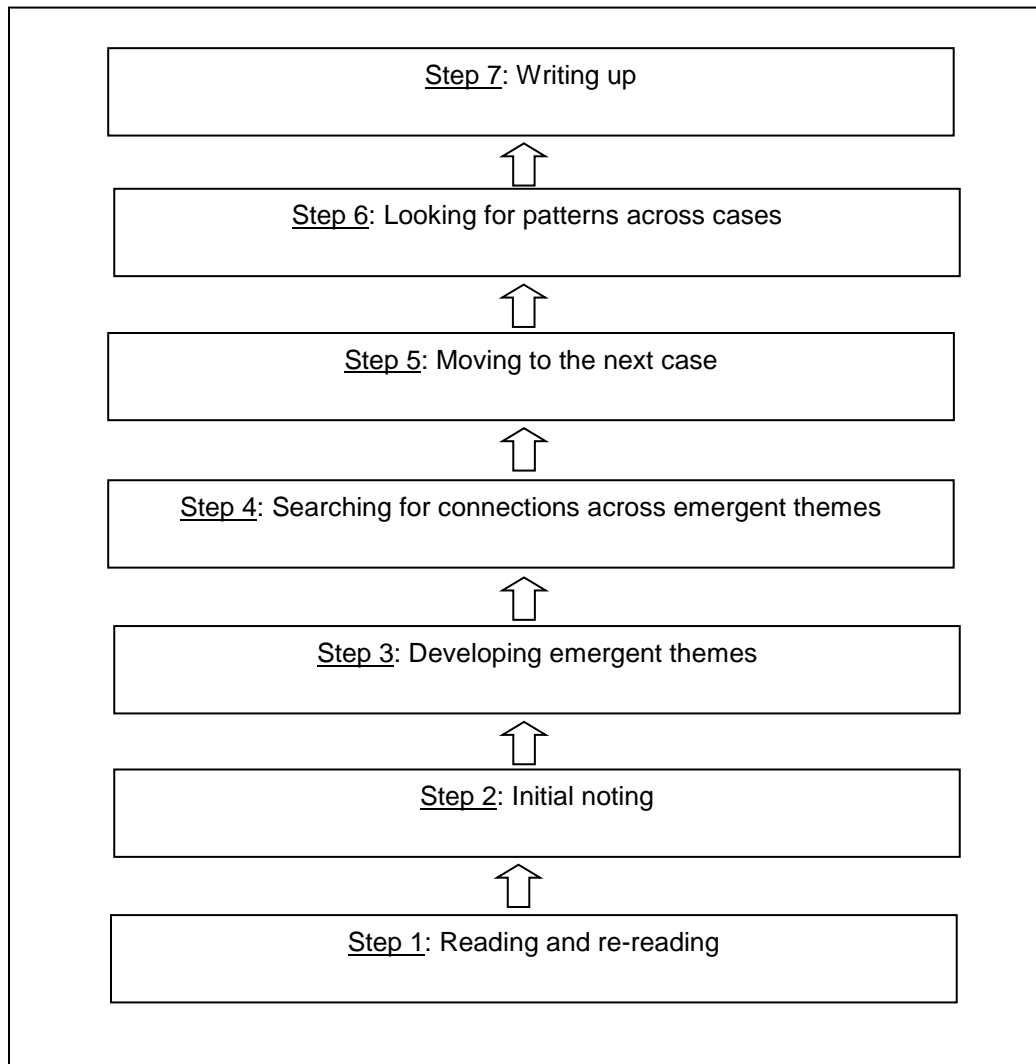 Step 7: Writing up
Step 6: Looking for patterns across cases
Step 5: Moving to the next case
Step 4: Searching for connections across emergent themes
Step 3: Developing emergent themes
Step 2: Initial noting
Step 1: Reading and re-reading